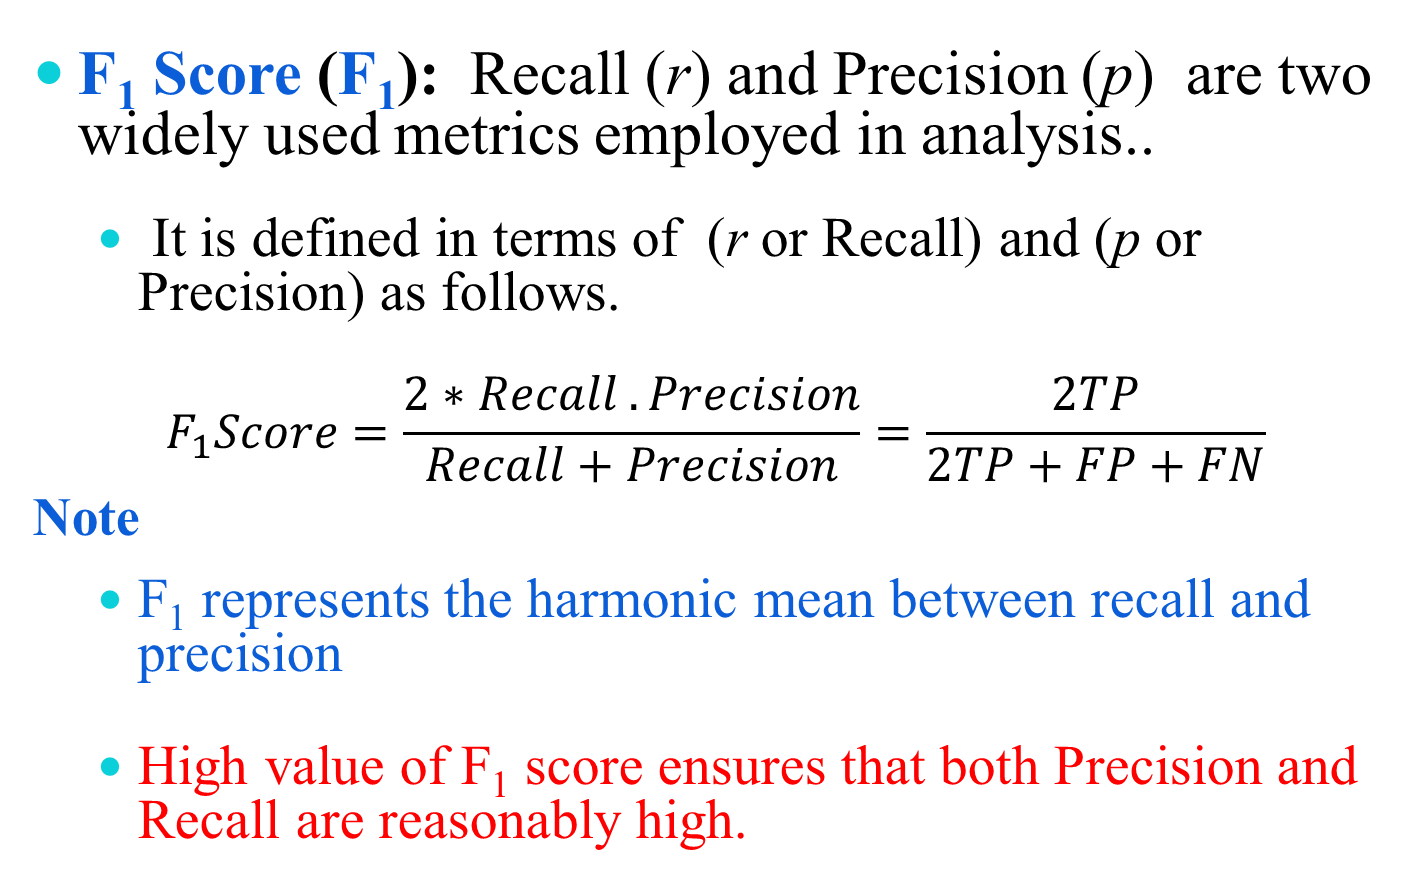 • F₁ Score (F₁): Recall (r) and Precision (p) are two
widely used metrics employed in analysis..
• It is defined in terms of (r or Recall) and (p or
Precision) as follows.
F₁Score = (2 * Recall . Precision) / (Recall + Precision) = 2TP / (2TP + FP + FN)
Note
• F₁ represents the harmonic mean between recall and
precision
• High value of F₁ score ensures that both Precision and
Recall are reasonably high.